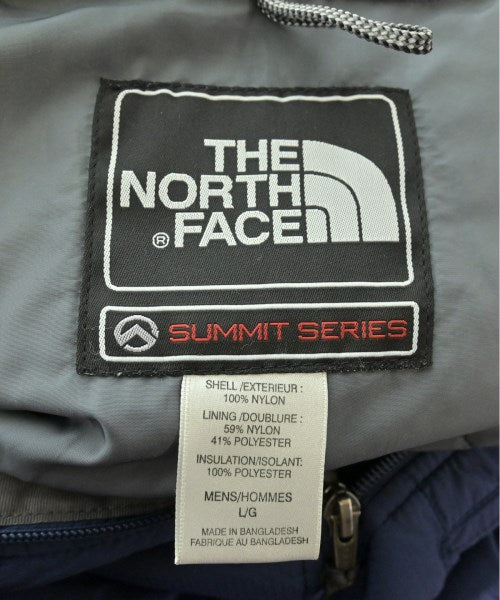 THE
NORTH
® FACE
SUMMIT SERIES
SHELL /EXTERIEUR :
100% NYLON
LINING /DOUBLURE :
59% NYLON
41% POLYESTER
INSULATION/ISOLANT:
100% POLYESTER
MENS/HOMMES
L/G
MADE IN BANGLADESH
FABRIQUE AU BANGLADESH